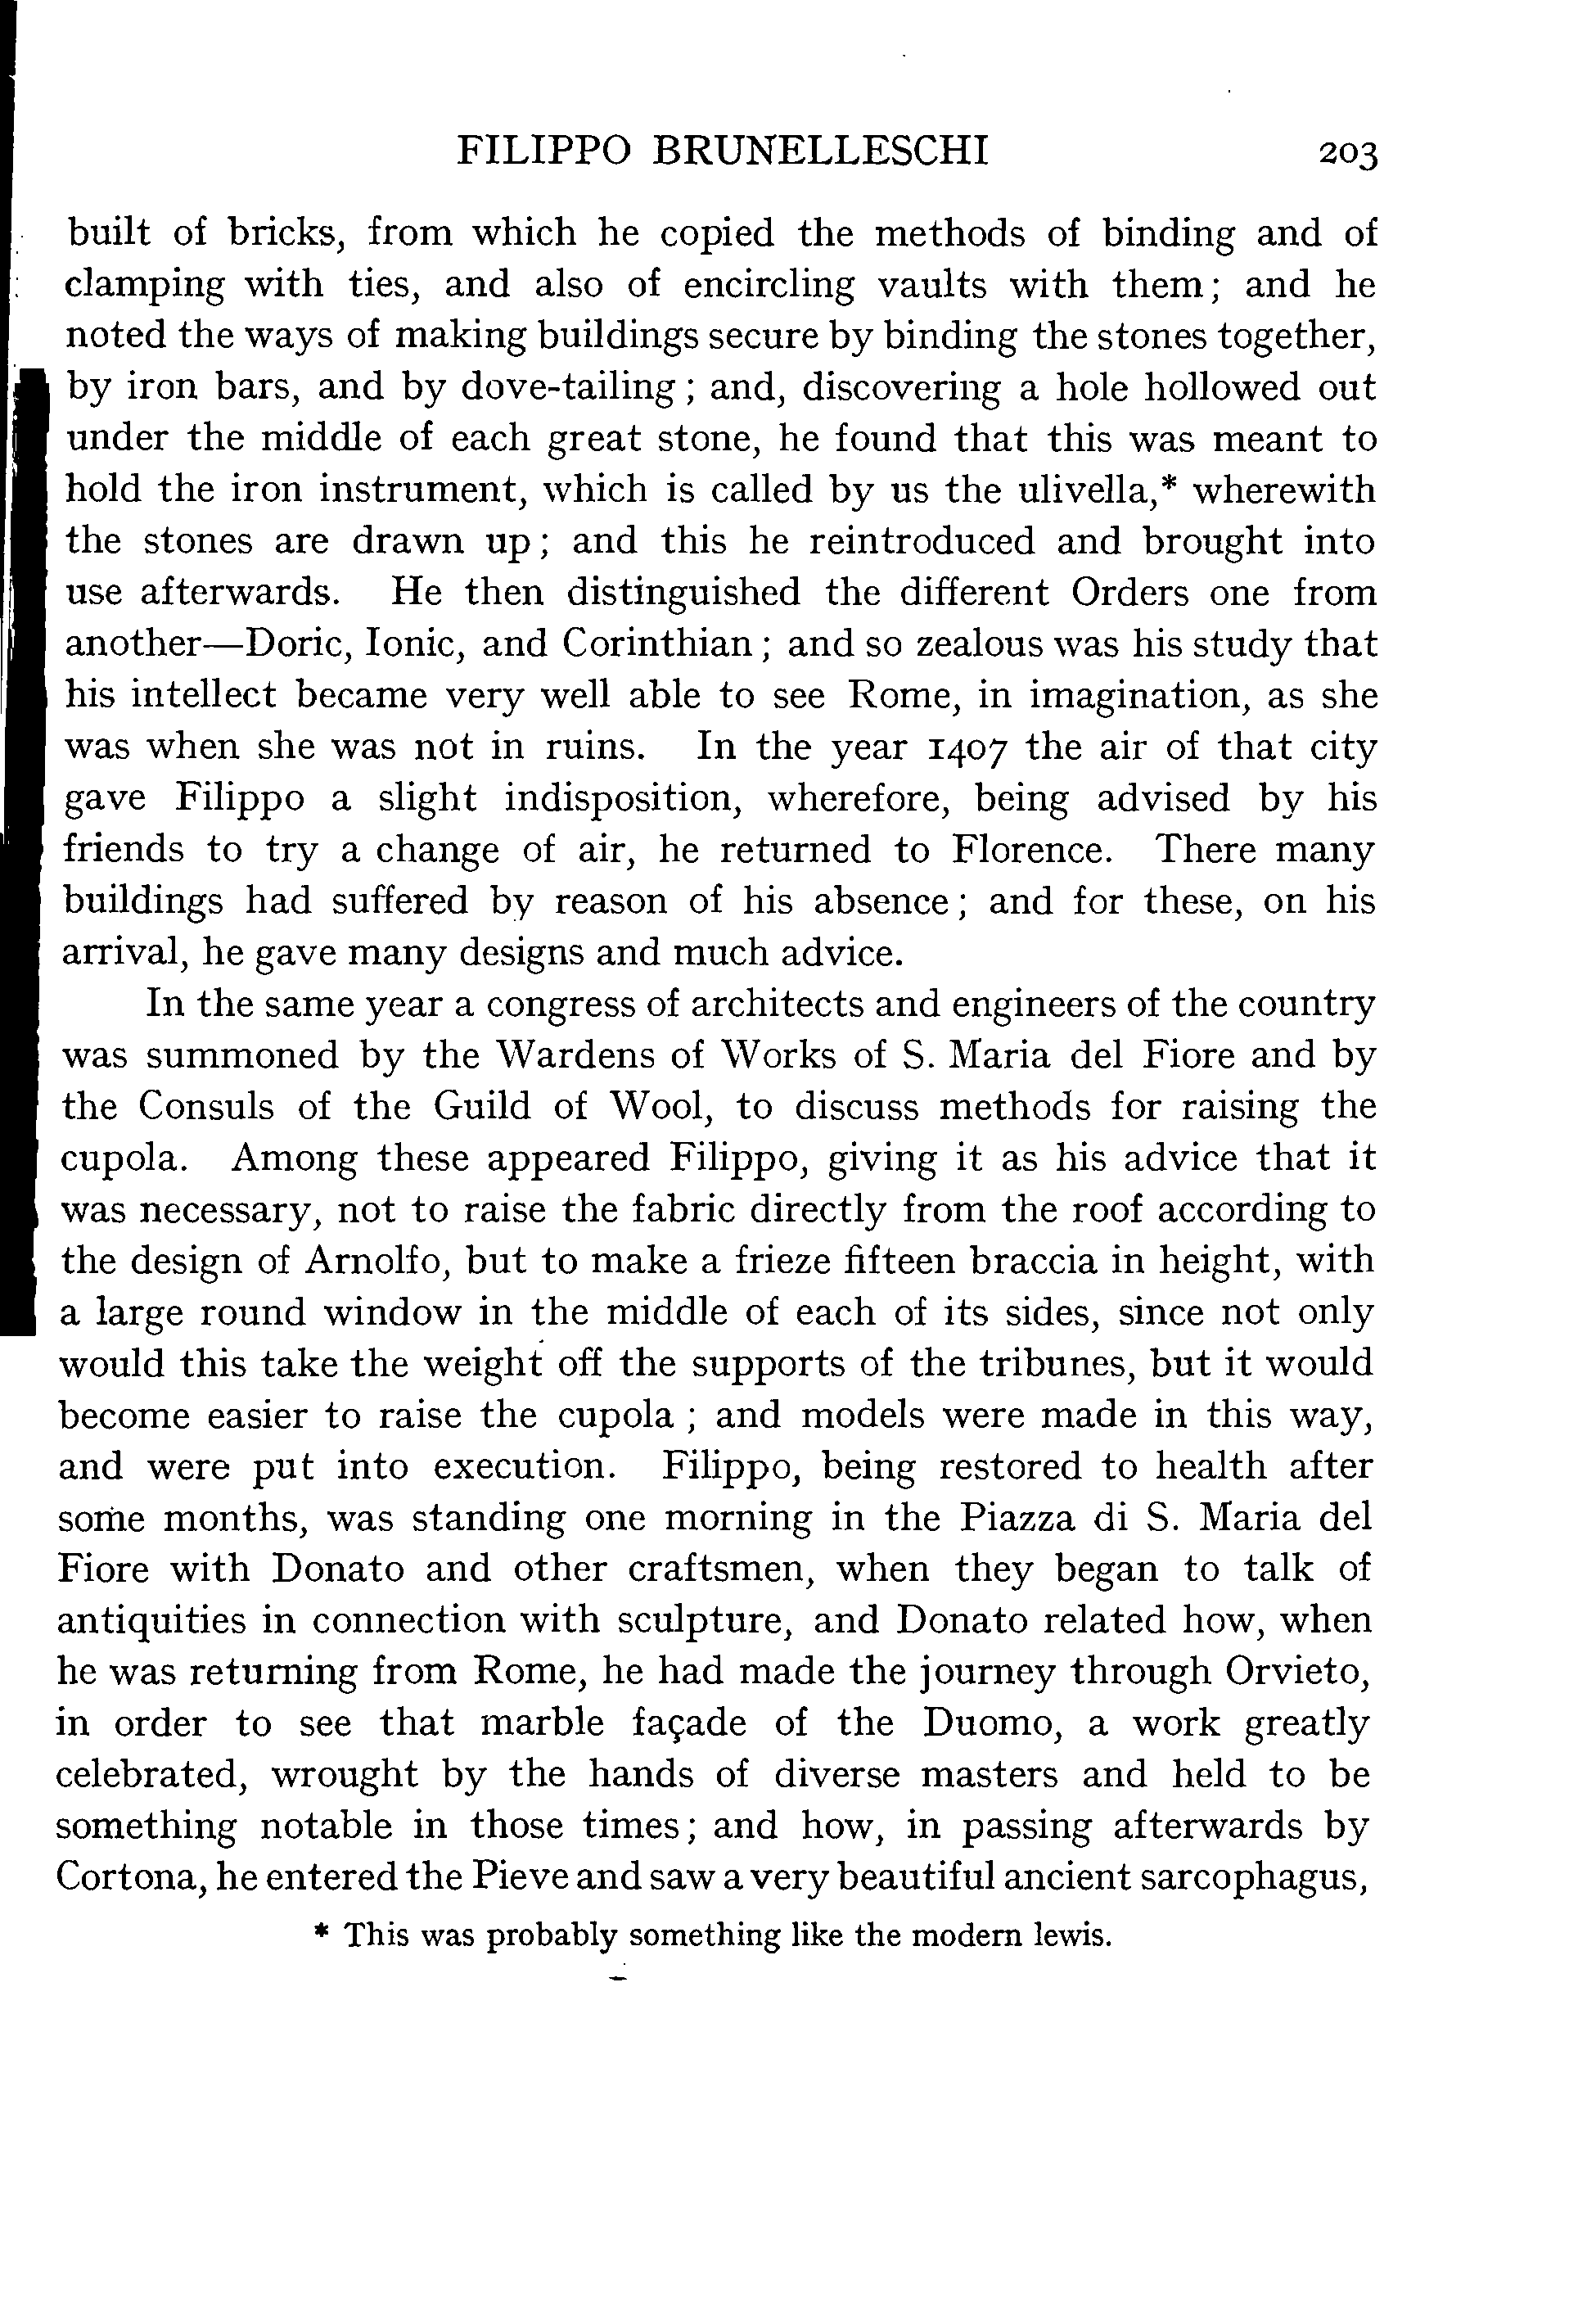 FILIPPO BRUNELLESCHI 203
built of bricks, from which he copied the methods of binding and of
clamping with ties, and also of encircling vaults with them; and he
noted the ways of making buildings secure by binding the stones together,
by iron bars, and by dove-tailing; and, discovering a hole hollowed out
under the middle of each great stone, he found that this was meant to
hold the iron instrument, which is called by us the ulivella,* wherewith
the stones are drawn up; and this he reintroduced and brought into
use afterwards. He then distinguished the different Orders one from
another—Doric, Ionic, and Corinthian; and so zealous was his study that
his intellect became very well able to see Rome, in imagination, as she
was when she was not in ruins. In the year 1407 the air of that city
gave Filippo a slight indisposition, wherefore, being advised by his
friends to try a change of air, he returned to Florence. There many
buildings had suffered by reason of his absence; and for these, on his
arrival, he gave many designs and much advice.
In the same year a congress of architects and engineers of the country
was summoned by the Wardens of Works of S. Maria del Fiore and by
the Consuls of the Guild of Wool, to discuss methods for raising the
cupola. Among these appeared Filippo, giving it as his advice that it
was necessary, not to raise the fabric directly from the roof according to
the design of Arnolfo, but to make a frieze fifteen braccia in height, with
a large round window in the middle of each of its sides, since not only
would this take the weight off the supports of the tribunes, but it would
become easier to raise the cupola; and models were made in this way,
and were put into execution. Filippo, being restored to health after
some months, was standing one morning in the Piazza di S. Maria del
Fiore with Donato and other craftsmen, when they began to talk of
antiquities in connection with sculpture, and Donato related how, when
he was returning from Rome, he had made the journey through Orvieto,
in order to see that marble façade of the Duomo, a work greatly
celebrated, wrought by the hands of diverse masters and held to be
something notable in those times; and how, in passing afterwards by
Cortona, he entered the Pieve and saw a very beautiful ancient sarcophagus,
* This was probably something like the modern lewis.